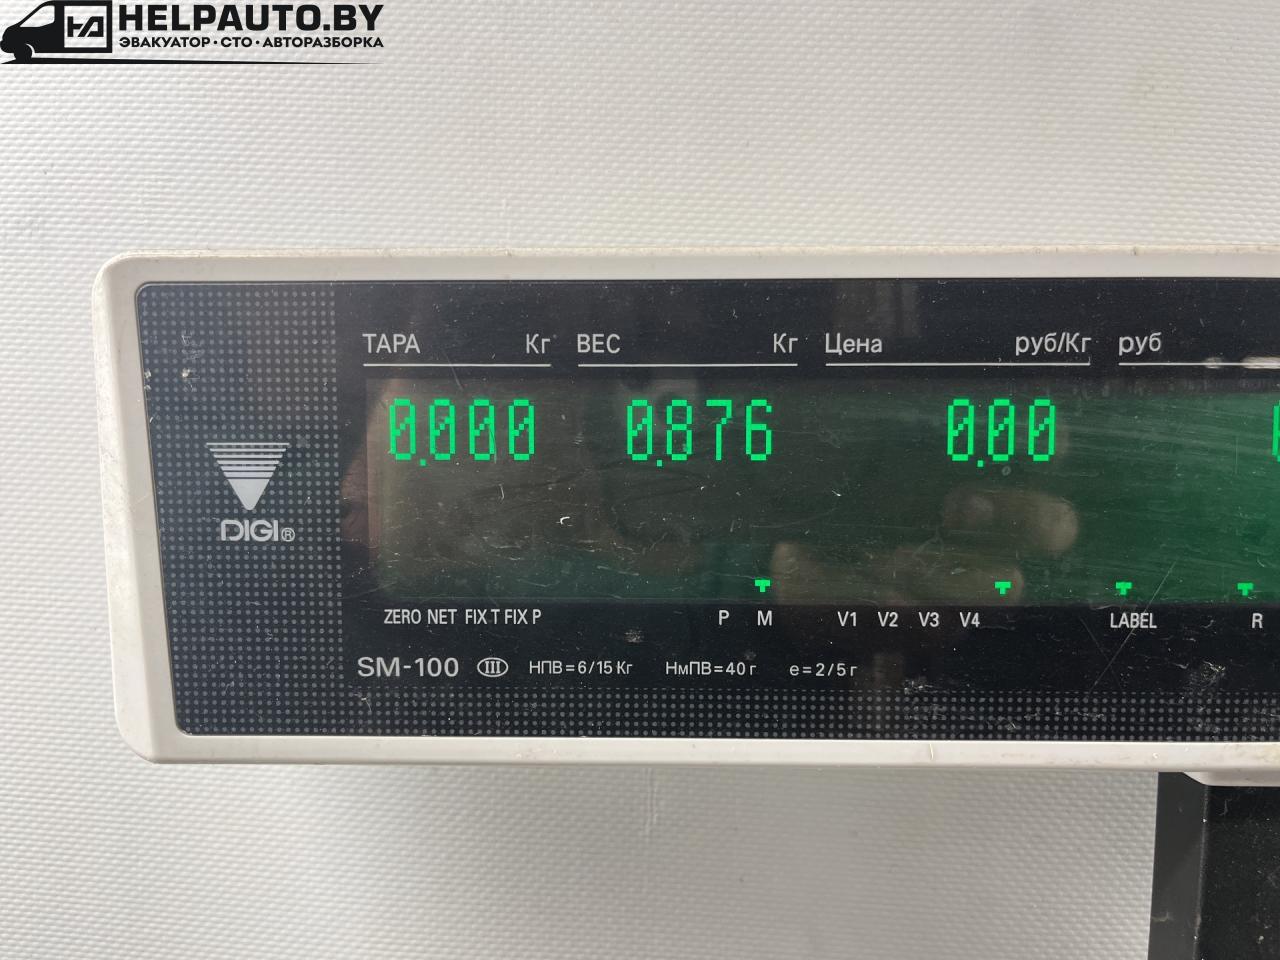 HELPAUTO.BY
ЭВАКУАТОР·СТО·АВТОРАЗБОРКА
ТАРА Кг ВЕС Кг Цена руб/Кг руб
0.000 0.876 0.00
DIGI®
ZERO NET FIX T FIX P P M V1 V2 V3 V4 LABEL R
SM-100 III НПВ=6/15 Кг НмПВ=40 г e=2/5 г